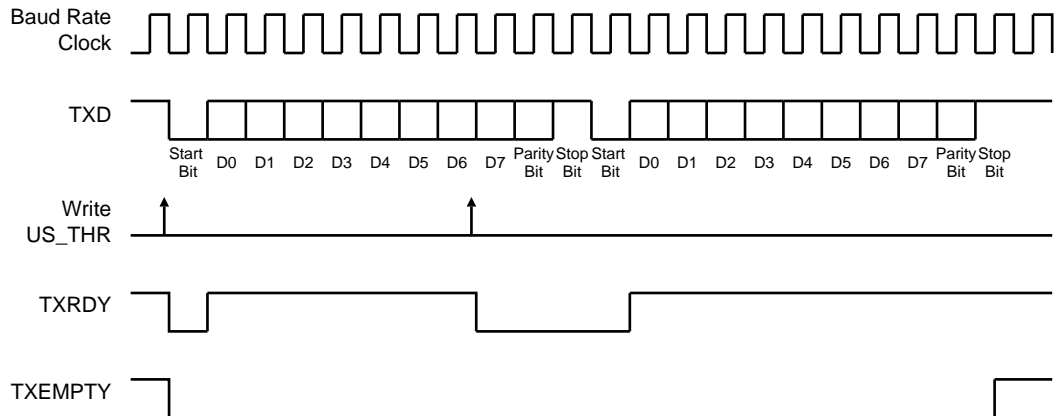 Baud Rate
Clock
TXD
Start
Bit
D0
D1
D2
D3
D4
D5
D6
D7
Parity
Bit
Stop
Bit
Start
Bit
D0
D1
D2
D3
D4
D5
D6
D7
Parity
Bit
Stop
Bit
Write
US_THR
TXRDY
TXEMPTY